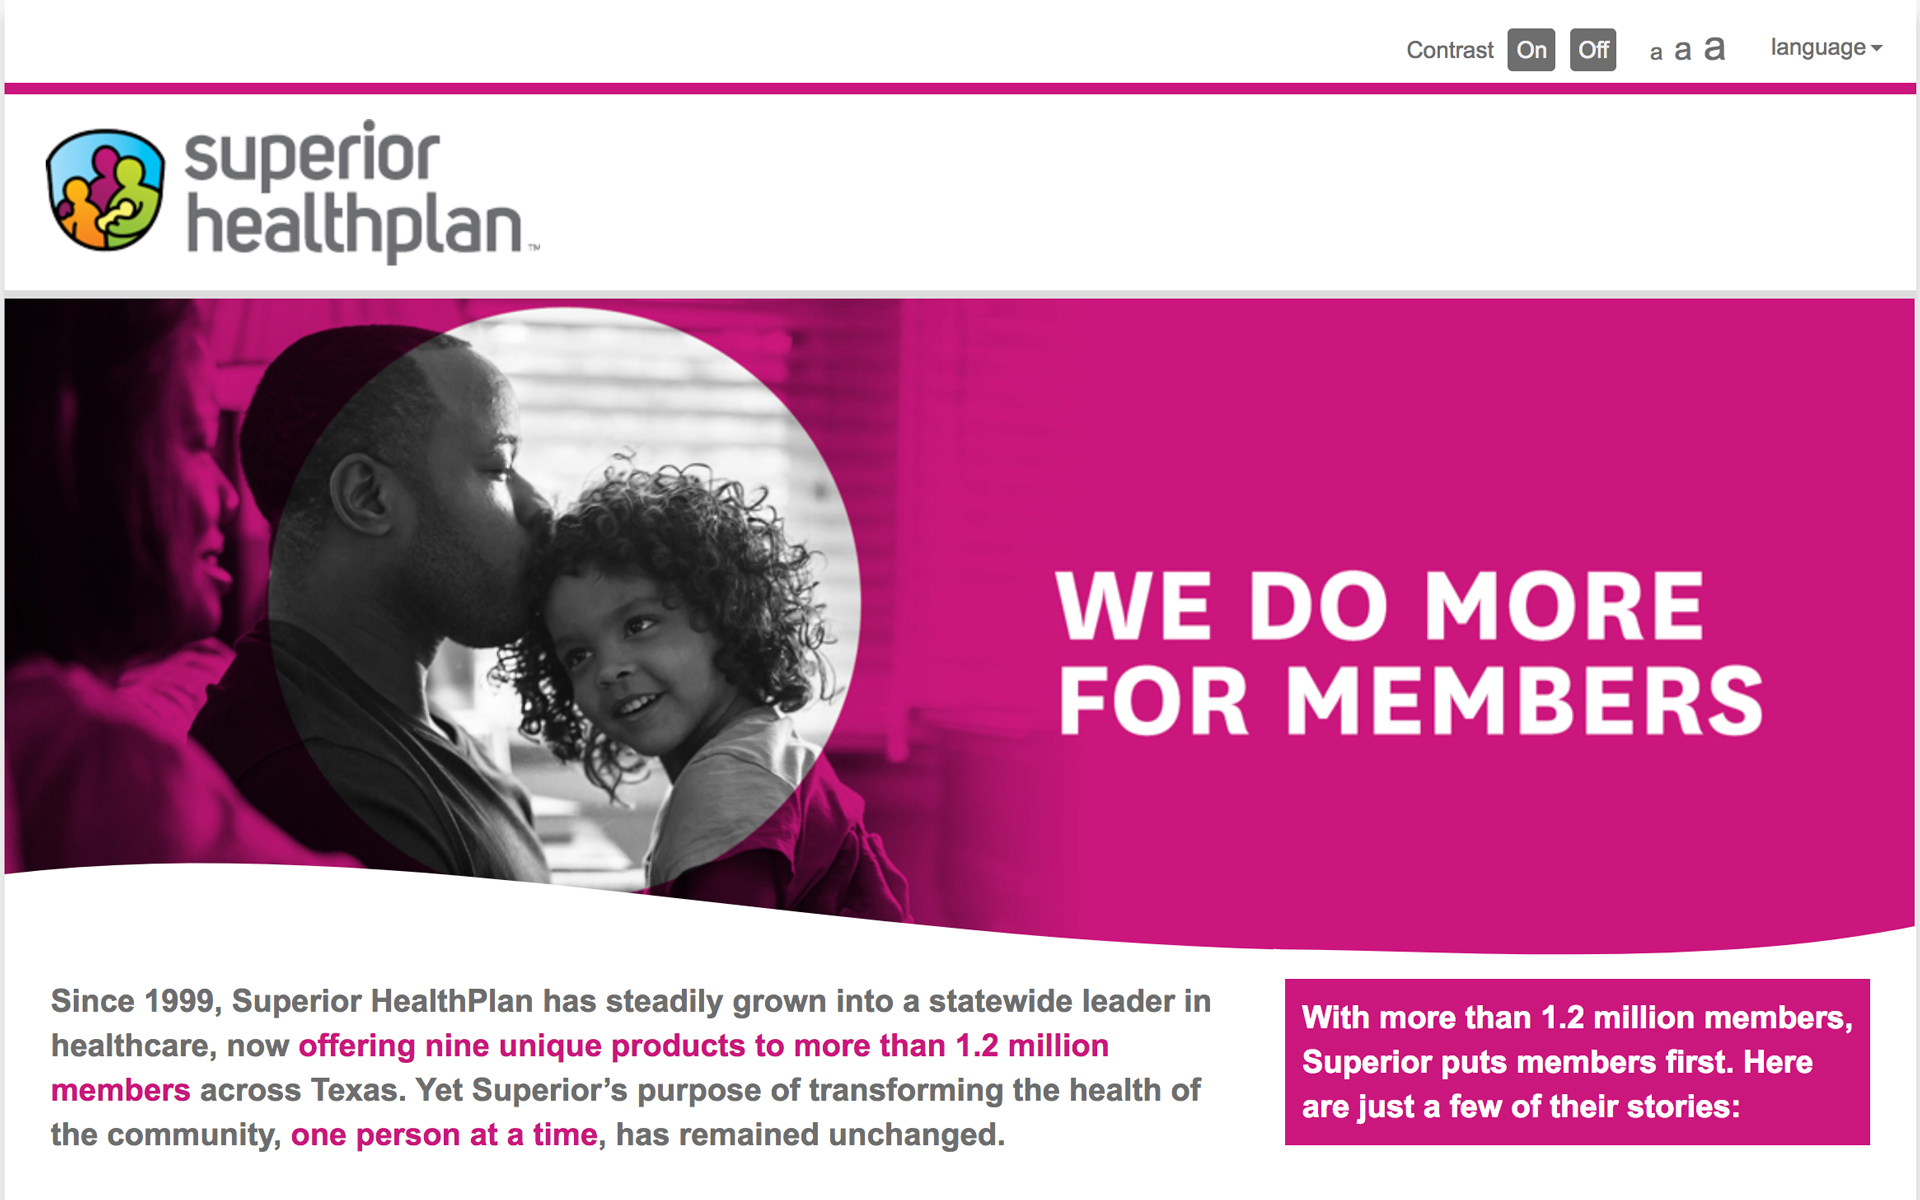 Contrast On Off a a a language
superior
healthplan™
WE DO MORE
FOR MEMBERS
Since 1999, Superior HealthPlan has steadily grown into a statewide leader in
healthcare, now offering nine unique products to more than 1.2 million
members across Texas. Yet Superior’s purpose of transforming the health of
the community, one person at a time, has remained unchanged.
With more than 1.2 million members,
Superior puts members first. Here
are just a few of their stories: